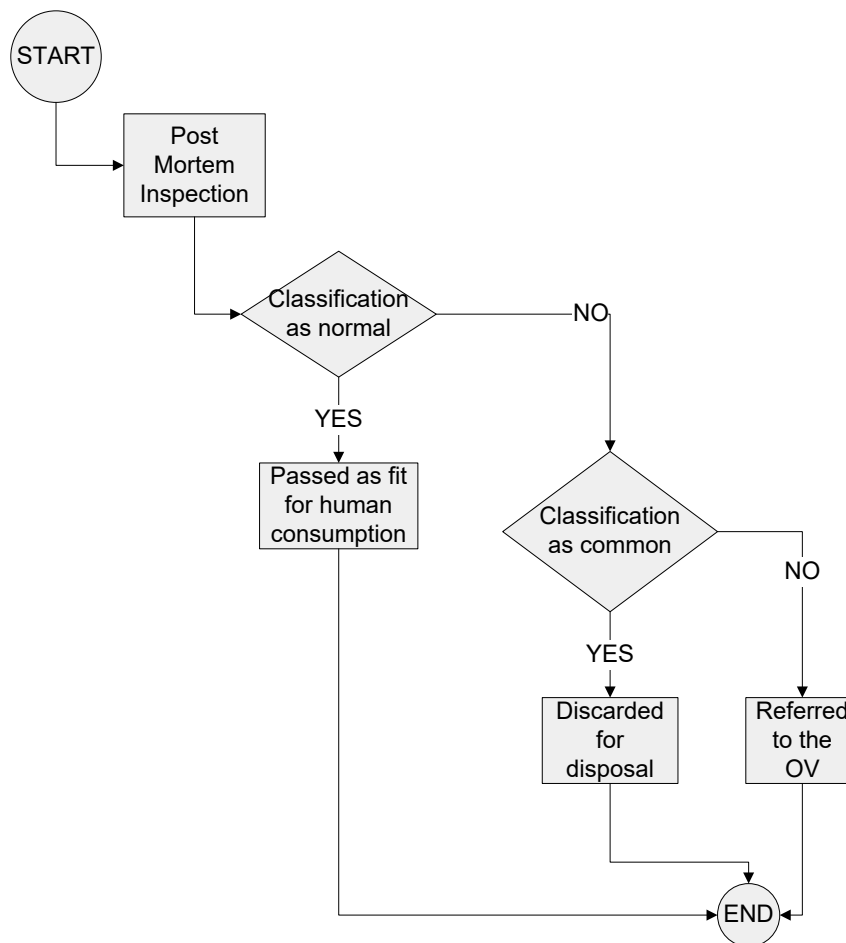 START
Post
Mortem
Inspection
Classification
as normal
NO
YES
Passed as fit
for human
consumption
Classification
as common
NO
YES
Discarded
for
disposal
Referred
to the
OV
END